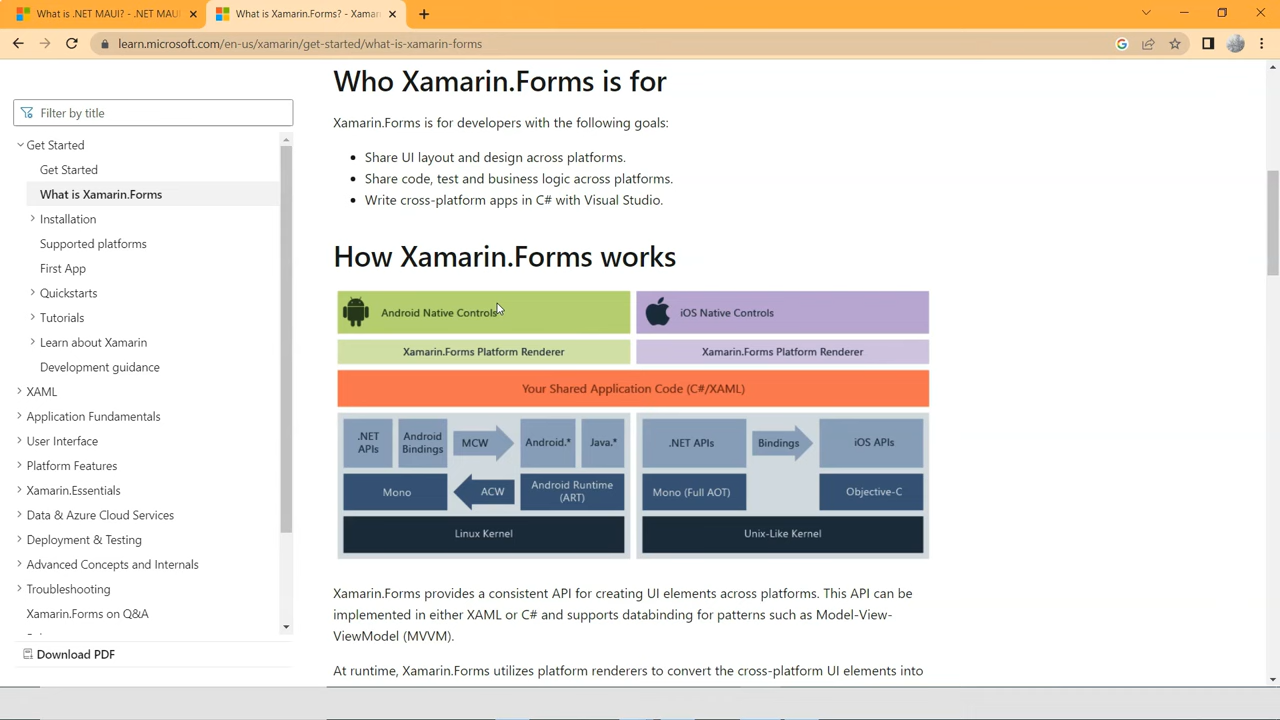 What is .NET MAUI? - .NET MAUI
What is Xamarin.Forms? - Xamarin
learn.microsoft.com/en-us/xamarin/get-started/what-is-xamarin-forms
Filter by title
Get Started
Get Started
What is Xamarin.Forms
Installation
Supported platforms
First App
Quickstarts
Tutorials
Learn about Xamarin
Development guidance
XAML
Application Fundamentals
User Interface
Platform Features
Xamarin.Essentials
Data & Azure Cloud Services
Deployment & Testing
Advanced Concepts and Internals
Troubleshooting
Xamarin.Forms on Q&A
Download PDF
Who Xamarin.Forms is for
Xamarin.Forms is for developers with the following goals:
Share UI layout and design across platforms.
Share code, test and business logic across platforms.
Write cross-platform apps in C# with Visual Studio.
How Xamarin.Forms works
Android Native Controls
iOS Native Controls
Xamarin.Forms Platform Renderer
Xamarin.Forms Platform Renderer
Your Shared Application Code (C#/XAML)
.NET
APIs
Android
Bindings
MCW
Android.*
Java.*
.NET APIs
Bindings
iOS APIs
Mono
ACW
Android Runtime
(ART)
Mono (Full AOT)
Objective-C
Linux Kernel
Unix-Like Kernel
Xamarin.Forms provides a consistent API for creating UI elements across platforms. This API can be
implemented in either XAML or C# and supports databinding for patterns such as Model-View-
ViewModel (MVVM).
At runtime, Xamarin.Forms utilizes platform renderers to convert the cross-platform UI elements into